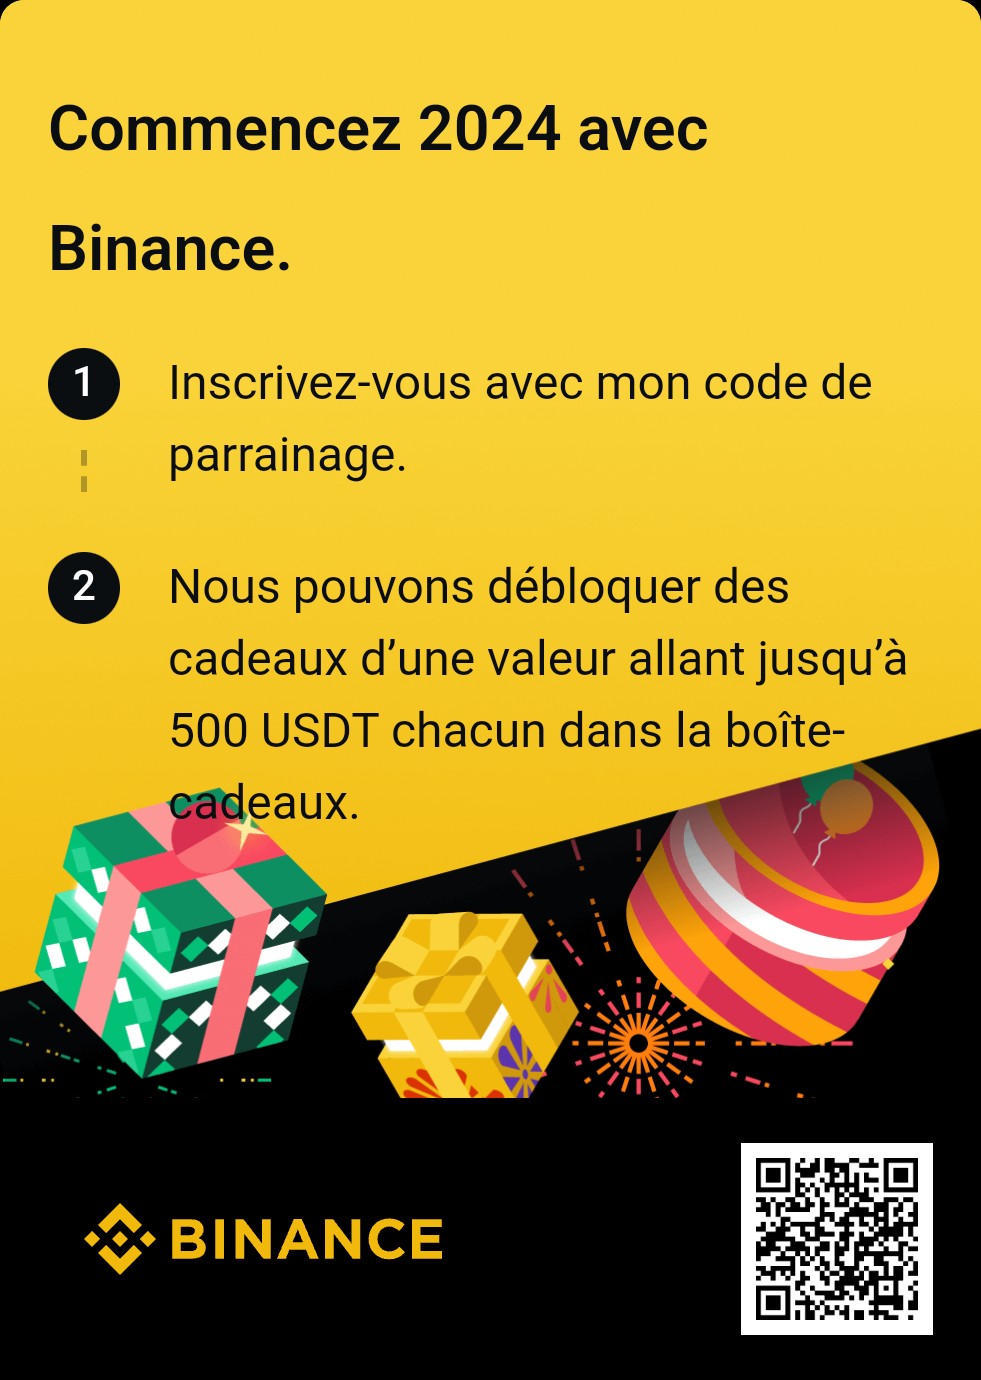 Commencez 2024 avec
Binance.
1
Inscrivez-vous avec mon code de
parrainage.
2
Nous pouvons débloquer des
cadeaux d’une valeur allant jusqu’à
500 USDT chacun dans la boîte-
cadeaux.
BINANCE